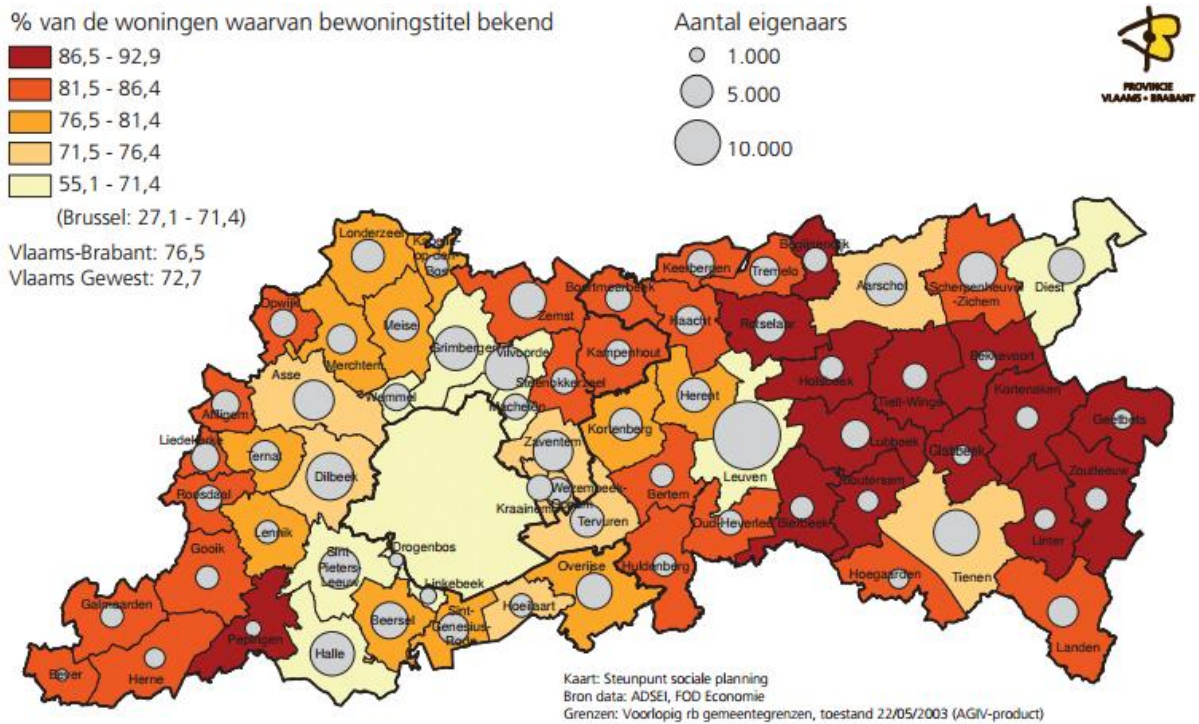 % van de woningen waarvan bewoningstitel bekend
86,5 - 92,9
81,5 - 86,4
76,5 - 81,4
71,5 - 76,4
55,1 - 71,4
(Brussel: 27,1 - 71,4)
Vlaams-Brabant: 76,5
Vlaams Gewest: 72,7
Aantal eigenaars
1.000
5.000
10.000
PROVINCIE
VLAAMS • BRABANT
Londerzeel
Kapelle-
op-den-
Bos
Opwijk
Merchtem
Meise
Grimbergen
Vilvoorde
Zemst
Boortmeerbeek
Keerbergen
Tremelo
Begijnendijk
Aarschot
Scherpenheuvel
-Zichem
Diest
Haacht
Rotselaar
Kampenhout
Steenokkerzeel
Machelen
Wemmel
Asse
Affligem
Liedekerke
Ternat
Dilbeek
Roosdaal
Lennik
Gooik
Galmaarden
Bever
Herne
Pepingen
Sint
Pieters-
Leeuw
Halle
Drogenbos
Linkebeek
Beersel
Sint-
Genesius-
Rode
Hoeilaart
Overijse
Huldenberg
Tervuren
Kraainem
Wezembeek-
Oppem
Zaventem
Kortenberg
Herent
Leuven
Bertem
Oud-Heverlee
Bierbeek
Boutersem
Lubbeek
Holsbeek
Tielt-Winge
Bekkevoort
Kortenaken
Geetbets
Glabbeek
Zoutleeuw
Linter
Tienen
Hoegaarden
Landen
Kaart: Steunpunt sociale planning
Bron data: ADSEI, FOD Economie
Grenzen: Voorlopig rb gemeentegrenzen, toestand 22/05/2003 (AGIV-product)